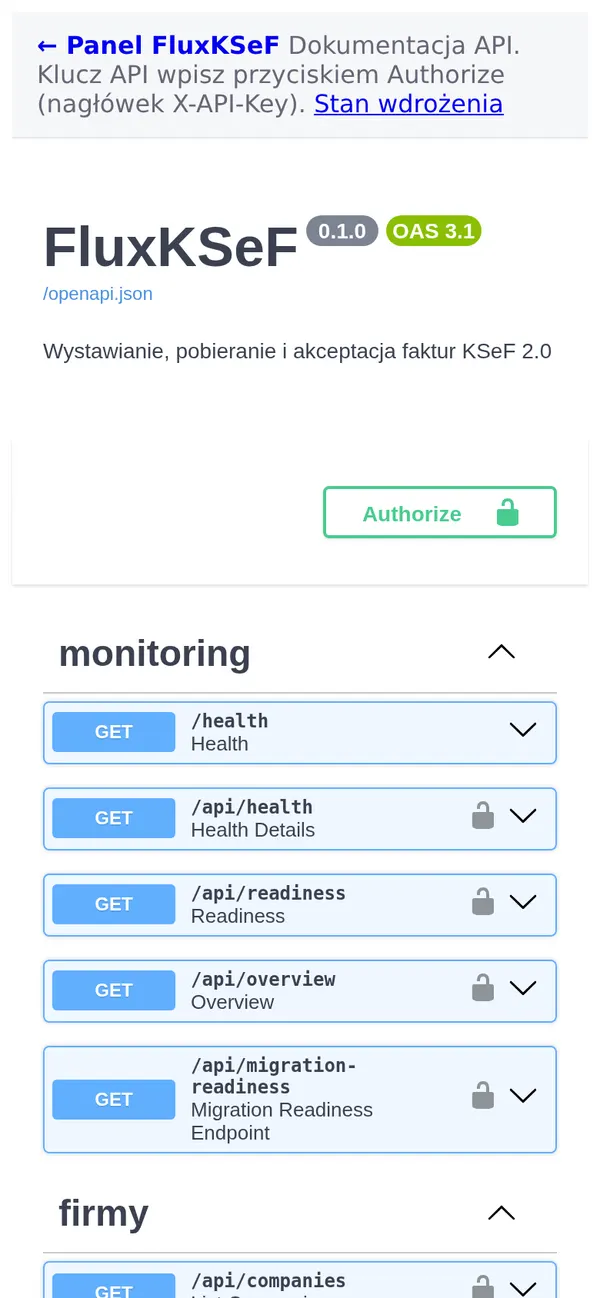 ← Panel FluxKSeF Dokumentacja API.
Klucz API wpisz przyciskiem Authorize
(nagłówek X-API-Key). Stan wdrożenia
FluxKSeF 0.1.0 OAS 3.1
/openapi.json
Wystawianie, pobieranie i akceptacja faktur KSeF 2.0
Authorize
monitoring
GET /health
Health
GET /api/health
Health Details
GET /api/readiness
Readiness
GET /api/overview
Overview
GET /api/migration-
readiness
Migration Readiness
Endpoint
firmy
GET /api/companies